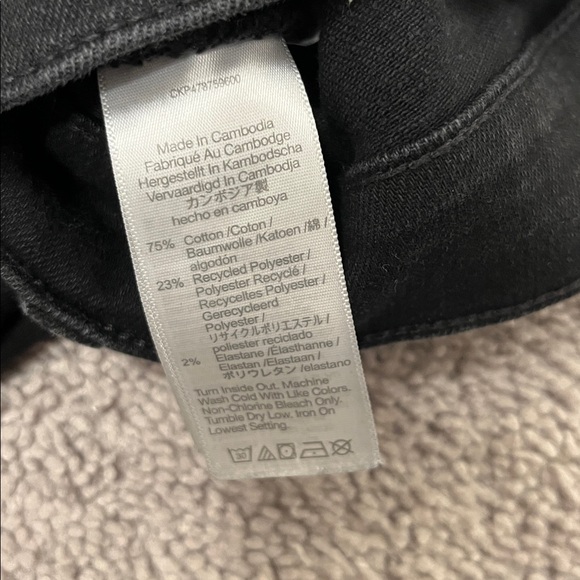 CKP478759600
Made In Cambodia
Fabriqué Au Cambodge
Hergestellt In Kambodscha
Vervaardigd In Cambodja
カンボジア製
hecho en camboya
75% Cotton /Coton /
Baumwolle /Katoen /綿 /
algodón
23% Recycled Polyester /
Polyester Recyclé /
Recyceltes Polyester /
Gerecycleerd
Polyester /
リサイクルポリエステル /
poliester reciclado
2% Elastane /Élasthanne /
Elastan /Elastaan /
ポリウレタン /elastano
Turn Inside Out. Machine
Wash Cold With Like Colors.
Non-Chlorine Bleach Only.
Tumble Dry Low. Iron On
Lowest Setting.
30